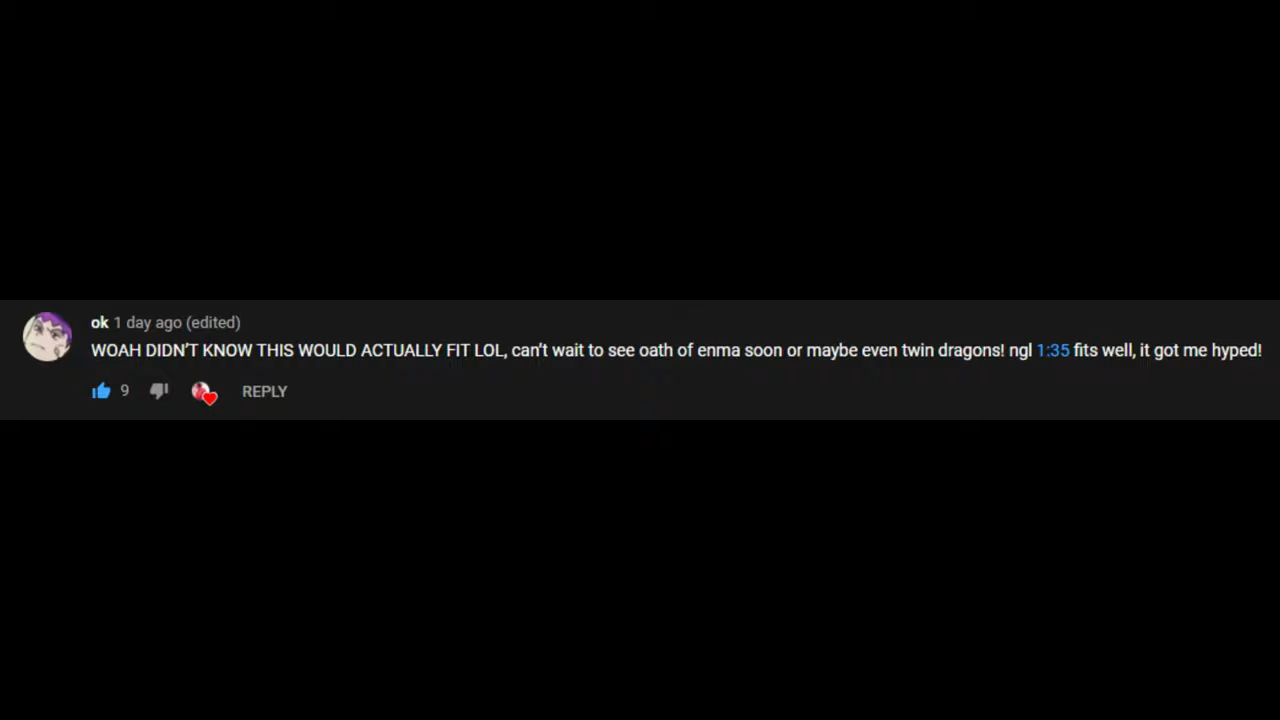 ok 1 day ago (edited)
WOAH DIDN'T KNOW THIS WOULD ACTUALLY FIT LOL, can't wait to see oath of enma soon or maybe even twin dragons! ngl 1:35 fits well, it got me hyped!
9 REPLY